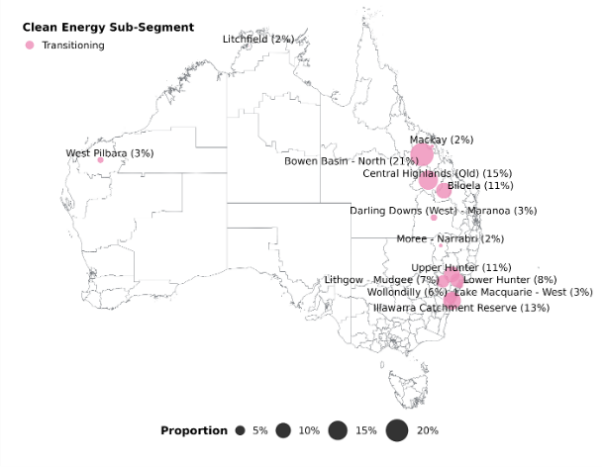 Clean Energy Sub-Segment
Transitioning
Litchfield (2%)
Mackay (2%)
West Pilbara (3%)
Bowen Basin - North (21%)
Central Highlands (Qld) (15%)
Biloela (11%)
Darling Downs (West) - Maranoa (3%)
Moree - Narrabri (2%)
Upper Hunter (11%)
Lithgow - Mudgee (7%) Lower Hunter (8%)
Wollondilly (6%) Lake Macquarie - West (3%)
Illawarra Catchment Reserve (13%)
Proportion 5% 10% 15% 20%